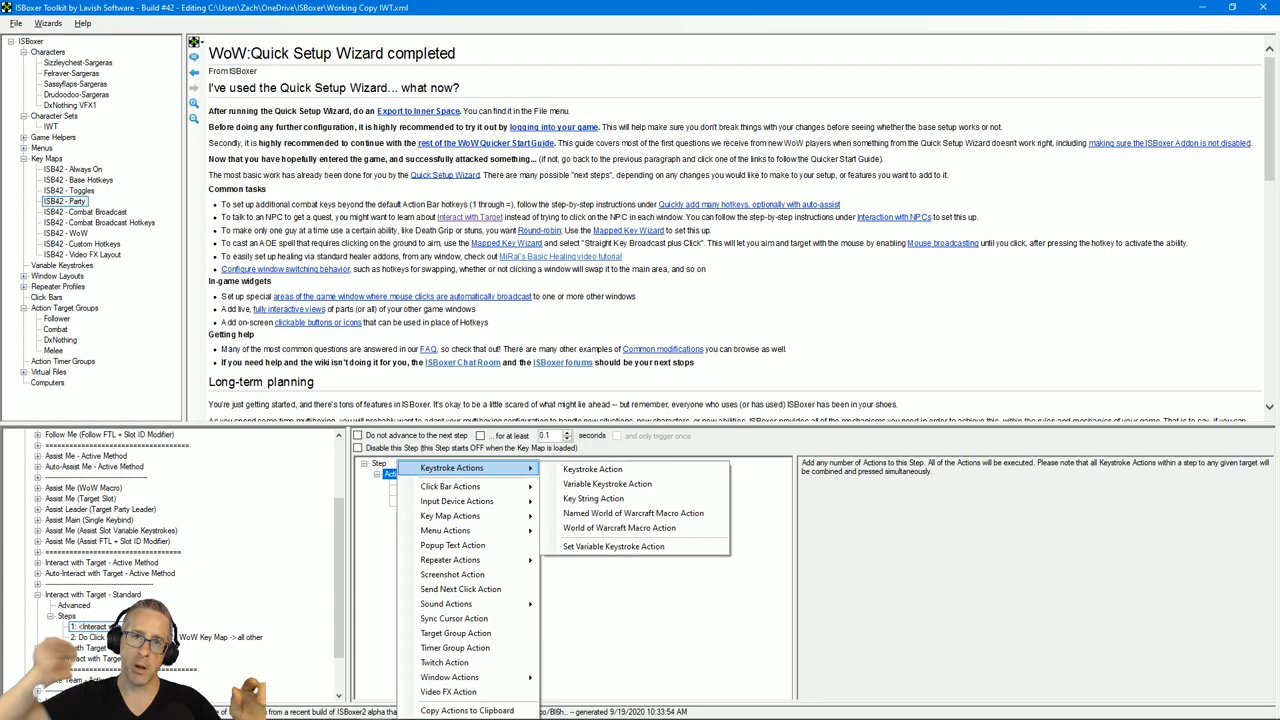 ISBoxer Toolkit by Lavish Software - Build #42 - Editing C:\Users\Zach\OneDrive\ISBoxer\Working Copy IWT.xml
File Wizards Help
ISBoxer
Characters
Sizzleychest-Sargeras
Felraver-Sargeras
Sassyflaps-Sargeras
Drudoodoo-Sargeras
DxNothing VFX1
Character Sets
IWT
Game Helpers
Menus
Key Maps
ISB42 - Always On
ISB42 - Base Hotkeys
ISB42 - Toggles
ISB42 - Party
ISB42 - Combat Broadcast
ISB42 - Combat Broadcast Hotkeys
ISB42 - WoW
ISB42 - Custom Hotkeys
ISB42 - Video FX Layout
Variable Keystrokes
Window Layouts
Repeater Profiles
Click Bars
Action Target Groups
Follower
Combat
DxNothing
Melee
Action Timer Groups
Virtual Files
Computers
WoW:Quick Setup Wizard completed
From ISBoxer
I've used the Quick Setup Wizard... what now?
After running the Quick Setup Wizard, do an Export to Inner Space. You can find it in the File menu.
Before doing any further configuration, it is highly recommended to try it out by logging into your game. This will help make sure you don't break things with your changes before seeing whether the base setup works or not.
Secondly, it is highly recommended to continue with the rest of the WoW Quicker Start Guide. This guide covers most of the first questions we receive from new WoW players when something from the Quick Setup Wizard doesn't work right, including making sure the ISBoxer Addon is not disabled.
Now that you have hopefully entered the game, and successfully attacked something... (if not, go back to the previous paragraph and click one of the links to follow the Quicker Start Guide).
The most basic work has already been done for you by the Quick Setup Wizard. There are many possible "next steps", depending on any changes you would like to make to your setup, or features you want to add to it.
Common tasks
To set up additional combat keys beyond the default Action Bar hotkeys (1 through =), follow the step-by-step instructions under Quickly add many hotkeys, optionally with auto-assist
To talk to an NPC to get a quest, you might want to learn about Interact with Target instead of trying to click on the NPC in each window. You can follow the step-by-step instructions under Interaction with NPCs to set this up.
To make only one guy at a time use a certain ability, like Death Grip or stuns, you want Round-robin; Use the Mapped Key Wizard to set this up.
To cast an AOE spell that requires clicking on the ground to aim, use the Mapped Key Wizard and select "Straight Key Broadcast plus Click". This will let you aim and target with the mouse by enabling Mouse broadcasting until you click, after pressing the hotkey to activate the ability.
To easily set up healing via standard healer addons, from any window, check out MiRai's Basic Healing video tutorial
Configure window switching behavior, such as hotkeys for swapping, whether or not clicking a window will swap it to the main area, and so on
In-game widgets
Set up special areas of the game window where mouse clicks are automatically broadcast to one or more other windows
Add live, fully interactive views of parts (or all) of your other game windows
Add on-screen clickable buttons or icons that can be used in place of Hotkeys
Getting help
Many of the most common questions are answered in our FAQ, so check that out! There are many other examples of Common modifications you can browse as well.
If you need help and the wiki isn't doing it for you, the ISBoxer Chat Room and the ISBoxer forums should be your next stops
Long-term planning
You're just getting started, and there's tons of features in ISBoxer. It's okay to be a little scared of what might lie ahead -- but remember, everyone who uses (or has used) ISBoxer has been in your shoes.
Follow Me (Follow FTL + Slot ID Modifier)
==================================
Assist Me - Active Method
Auto-Assist Me - Active Method
----------------------------------
Assist Me (WoW Macro)
Assist Me (Target Slot)
Assist Leader (Target Party Leader)
Assist Main (Single Keybind)
Assist Me (Assist Slot Variable Keystrokes)
Assist Me (Assist FTL + Slot ID Modifier)
================================
Interact with Target - Active Method
Auto-Interact with Target - Active Method
----------------------------------
Interact with Target - Standard
Advanced
Steps
1: <Interact
2: Do Click WoW Key Map -> all other
with Target
with Target
Team -
Do not advance to the next step ... for at least 0.1 seconds and only trigger once
Disable this Step (this Step starts OFF when the Key Map is loaded)
Step
Keystroke Actions
Click Bar Actions
Input Device Actions
Key Map Actions
Menu Actions
Popup Text Action
Repeater Actions
Screenshot Action
Send Next Click Action
Sound Actions
Sync Cursor Action
Target Group Action
Timer Group Action
Twitch Action
Window Actions
Video FX Action
Copy Actions to Clipboard
Keystroke Action
Variable Keystroke Action
Key String Action
Named World of Warcraft Macro Action
World of Warcraft Macro Action
Set Variable Keystroke Action
Add any number of Actions to this Step. All of the Actions will be executed. Please note that all Keystroke Actions within a step to any given target will be combined and pressed simultaneously.
from a recent build of ISBoxer2 alpha - generated 9/19/2020 10:33:54 AM